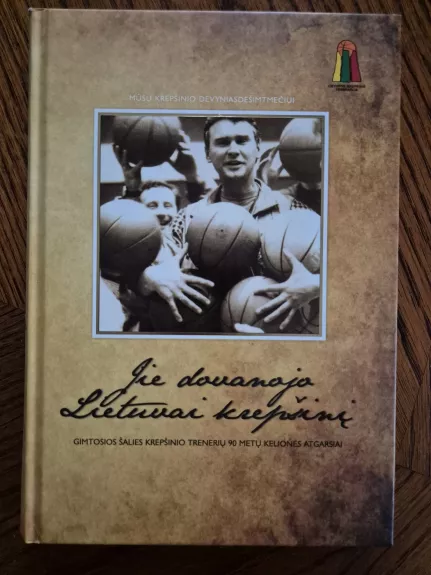 MŪSŲ KREPŠINIO DEVYNIASDEŠIMTMEČIUI
Jie dovanojo
Lietuvai krepšinį
GIMTOSIOS ŠALIES KREPŠINIO TRENERIŲ 90 METŲ KELIONĖS ATGARSIAI